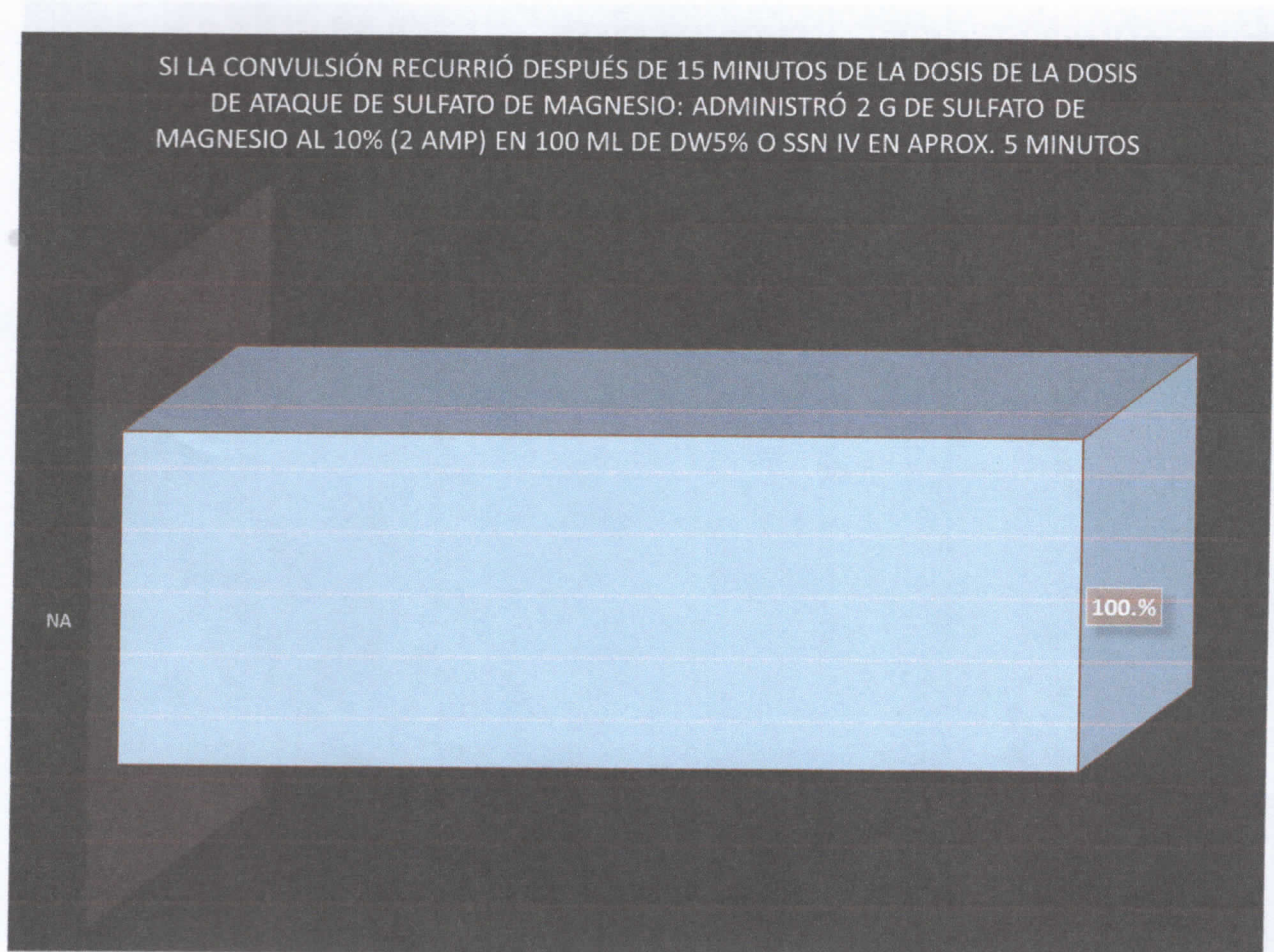 SI LA CONVULSIÓN RECURRIÓ DESPUÉS DE 15 MINUTOS DE LA DOSIS DE LA DOSIS
DE ATAQUE DE SULFATO DE MAGNESIO: ADMINISTRÓ 2 G DE SULFATO DE
MAGNESIO AL 10% (2 AMP) EN 100 ML DE DW5% O SSN IV EN APROX. 5 MINUTOS
NA
100.%